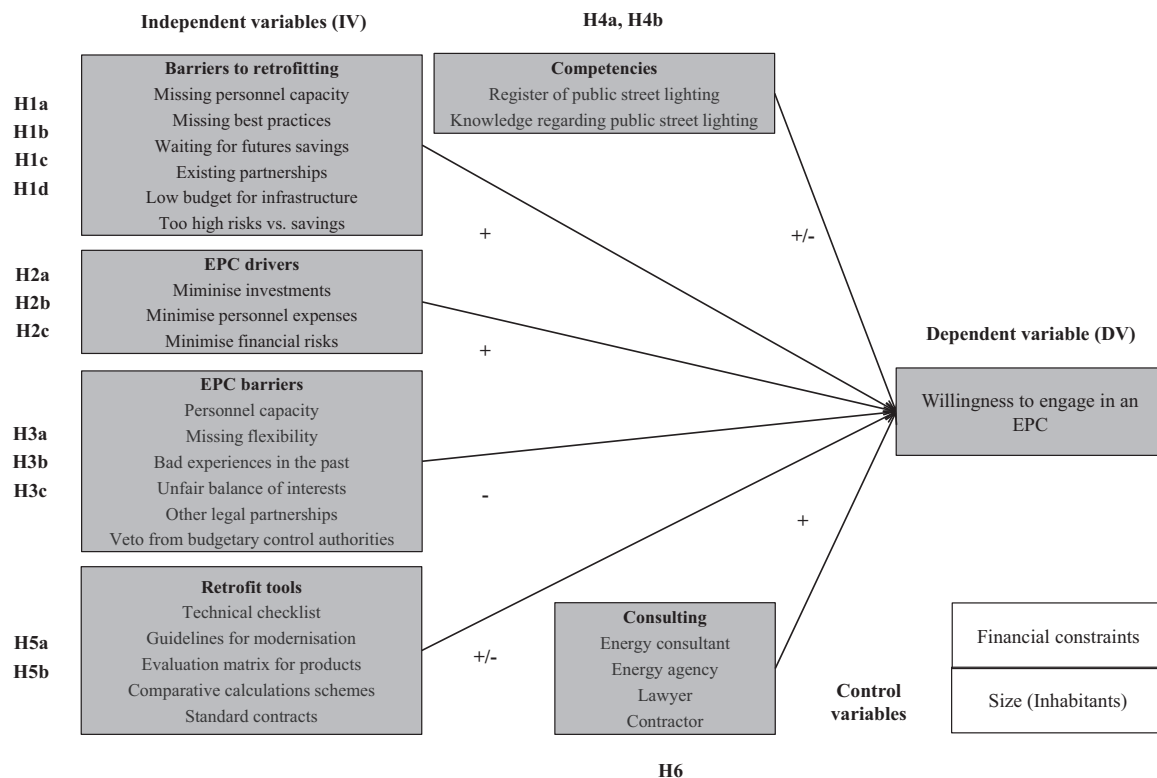 Independent variables (IV)
H4a, H4b
Barriers to retrofitting
Missing personnel capacity
Missing best practices
Waiting for futures savings
Existing partnerships
Low budget for infrastructure
Too high risks vs. savings
H1a
H1b
H1c
H1d
Competencies
Register of public street lighting
Knowledge regarding public street lighting
+
+/-
EPC drivers
Miminise investments
Minimise personnel expenses
Minimise financial risks
H2a
H2b
H2c
+
Dependent variable (DV)
Willingness to engage in an
EPC
EPC barriers
Personnel capacity
Missing flexibility
Bad experiences in the past
Unfair balance of interests
Other legal partnerships
Veto from budgetary control authorities
H3a
H3b
H3c
-
+
Retrofit tools
Technical checklist
Guidelines for modernisation
Evaluation matrix for products
Comparative calculations schemes
Standard contracts
H5a
H5b
+/-
Consulting
Energy consultant
Energy agency
Lawyer
Contractor
H6
Control
variables
Financial constraints
Size (Inhabitants)